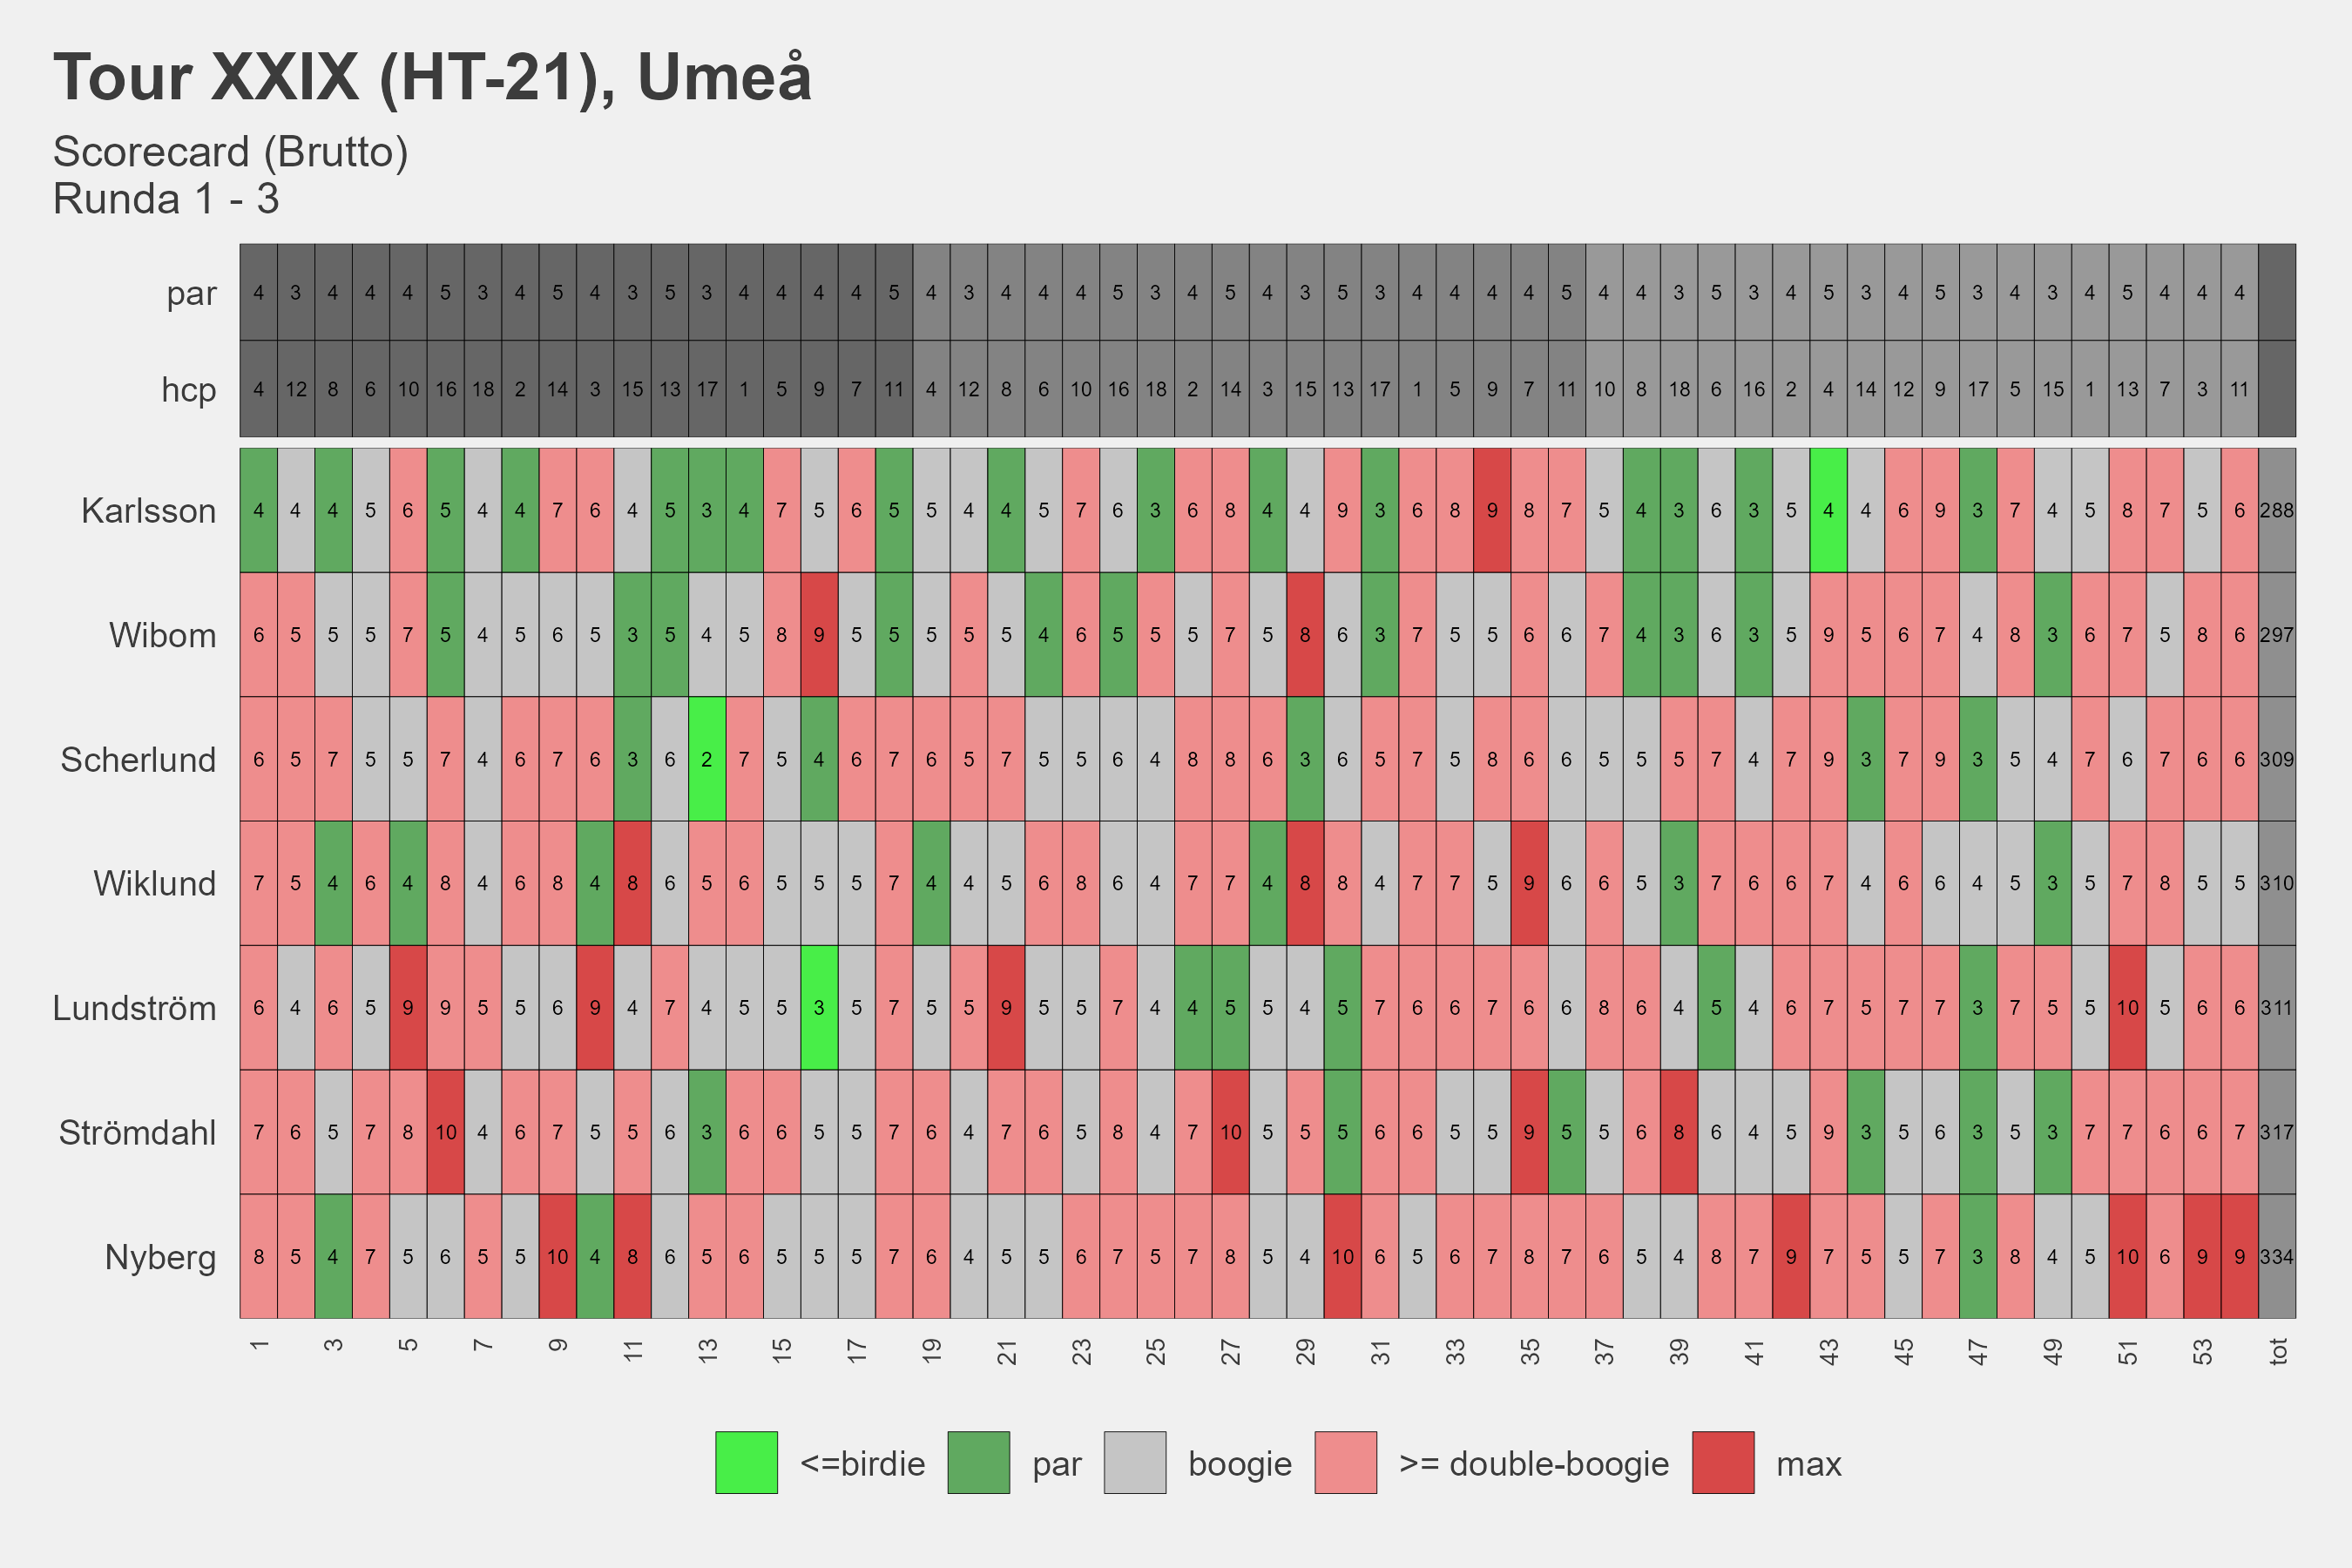 Tour XXIX (HT-21), Umeå
Scorecard (Brutto)
Runda 1 - 3
par 4 3 4 4 4 5 3 4 5 4 3 5 3 4 4 4 4 5 4 3 4 4 4 5 3 4 5 4 3 5 3 4 4 4 4 5 4 4 3 5 3 4 5 3 4 5 3 4 3 4 5 4 4 4
hcp 4 12 8 6 10 16 18 2 14 3 15 13 17 1 5 9 7 11 4 12 8 6 10 16 18 2 14 3 15 13 17 1 5 9 7 11 10 8 18 6 16 2 4 14 12 9 17 5 15 1 13 7 3 11
Karlsson 4 4 4 5 6 5 4 4 7 6 4 5 3 4 7 5 6 5 5 4 4 5 7 6 3 6 8 4 4 9 3 6 8 9 8 7 5 4 3 6 3 5 4 4 6 9 3 7 4 5 8 7 5 6 288
Wibom 6 5 5 5 7 5 4 5 6 5 3 5 4 5 8 9 5 5 5 5 5 4 6 5 5 5 7 5 8 6 3 7 5 5 6 6 7 4 3 6 3 5 9 5 6 7 4 8 3 6 7 5 8 6 297
Scherlund 6 5 7 5 5 7 4 6 7 6 3 6 2 7 5 4 6 7 6 5 7 5 5 6 4 8 8 6 3 6 5 7 5 8 6 6 5 5 5 7 4 7 9 3 7 9 3 5 4 7 6 7 6 6 309
Wiklund 7 5 4 6 4 8 4 6 8 4 8 6 5 6 5 5 5 7 4 4 5 6 8 6 4 7 7 4 8 8 4 7 7 5 9 6 6 5 3 7 6 6 7 4 6 6 4 5 3 5 7 8 5 5 310
Lundström 6 4 6 5 9 9 5 5 6 9 4 7 4 5 5 3 5 7 5 5 9 5 5 7 4 4 5 5 4 5 7 6 6 7 6 6 8 6 4 5 4 6 7 5 7 7 3 7 5 5 10 5 6 6 311
Strömdahl 7 6 5 7 8 10 4 6 7 5 5 6 3 6 6 5 5 7 6 4 7 6 5 8 4 7 10 5 5 5 6 6 5 5 9 5 5 6 8 6 4 5 9 3 5 6 3 5 3 7 7 6 6 7 317
Nyberg 8 5 4 7 5 6 5 5 10 4 8 6 5 6 5 5 5 7 6 4 5 5 6 7 5 7 8 5 4 10 6 5 6 7 8 7 6 5 4 8 7 9 7 5 5 7 3 8 4 5 10 6 9 9 334
1 3 5 7 9 11 13 15 17 19 21 23 25 27 29 31 33 35 37 39 41 43 45 47 49 51 53 tot
<=birdie par boogie >= double-boogie max